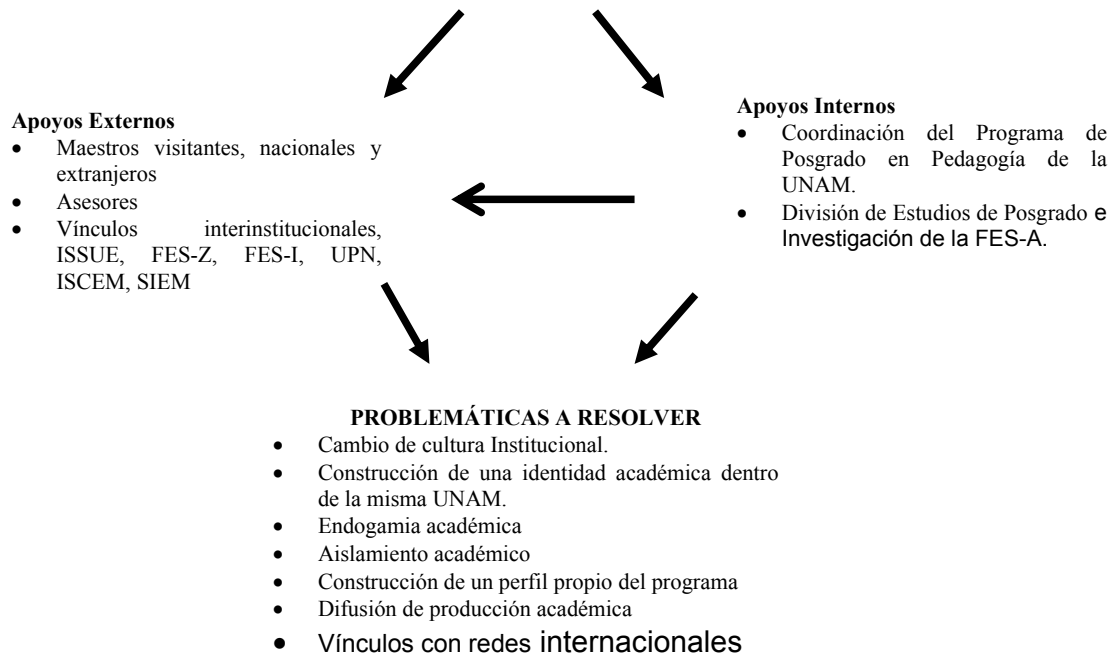 Apoyos Externos
• Maestros visitantes, nacionales y
extranjeros
• Asesores
• Vínculos interinstitucionales,
ISSUE, FES-Z, FES-I, UPN,
ISCEM, SIEM
Apoyos Internos
• Coordinación del Programa de
Posgrado en Pedagogía de la
UNAM.
• División de Estudios de Posgrado e
Investigación de la FES-A.
PROBLEMÁTICAS A RESOLVER
• Cambio de cultura Institucional.
• Construcción de una identidad académica dentro
de la misma UNAM.
• Endogamia académica
• Aislamiento académico
• Construcción de un perfil propio del programa
• Difusión de producción académica
• Vínculos con redes internacionales